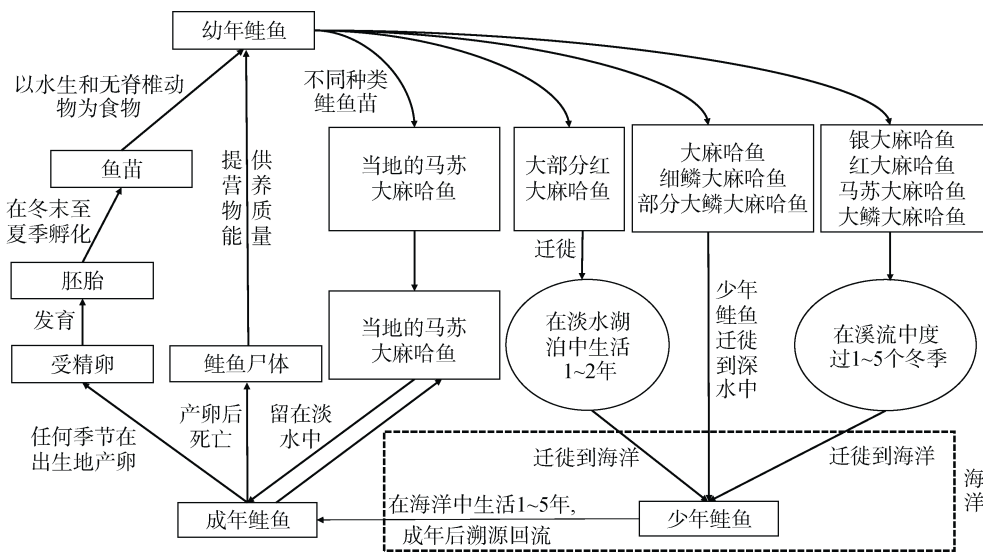 幼年鲑鱼
以水生和无脊椎动
物为食物
不同种类
鲑鱼苗
鱼苗
提供
营养
物质
能量
当地的马苏
大麻哈鱼
大部分红
大麻哈鱼
大麻哈鱼
细鳞大麻哈鱼
部分大鳞大麻哈鱼
银大麻哈鱼
红大麻哈鱼
马苏大麻哈鱼
大鳞大麻哈鱼
在冬末至
夏季孵化
迁徙
胚胎
发育
当地的马苏
大麻哈鱼
在淡水湖
泊中生活
1~2年
少年
鲑鱼
迁徙
到深
水中
在溪流中度
过1~5个冬季
受精卵
鲑鱼尸体
任何季节在
出生地产卵
产卵后
死亡
留在淡
水中
迁徙到海洋
迁徙到海洋
海
洋
成年鲑鱼
在海洋中生活1~5年,
成年后溯源回流
少年鲑鱼